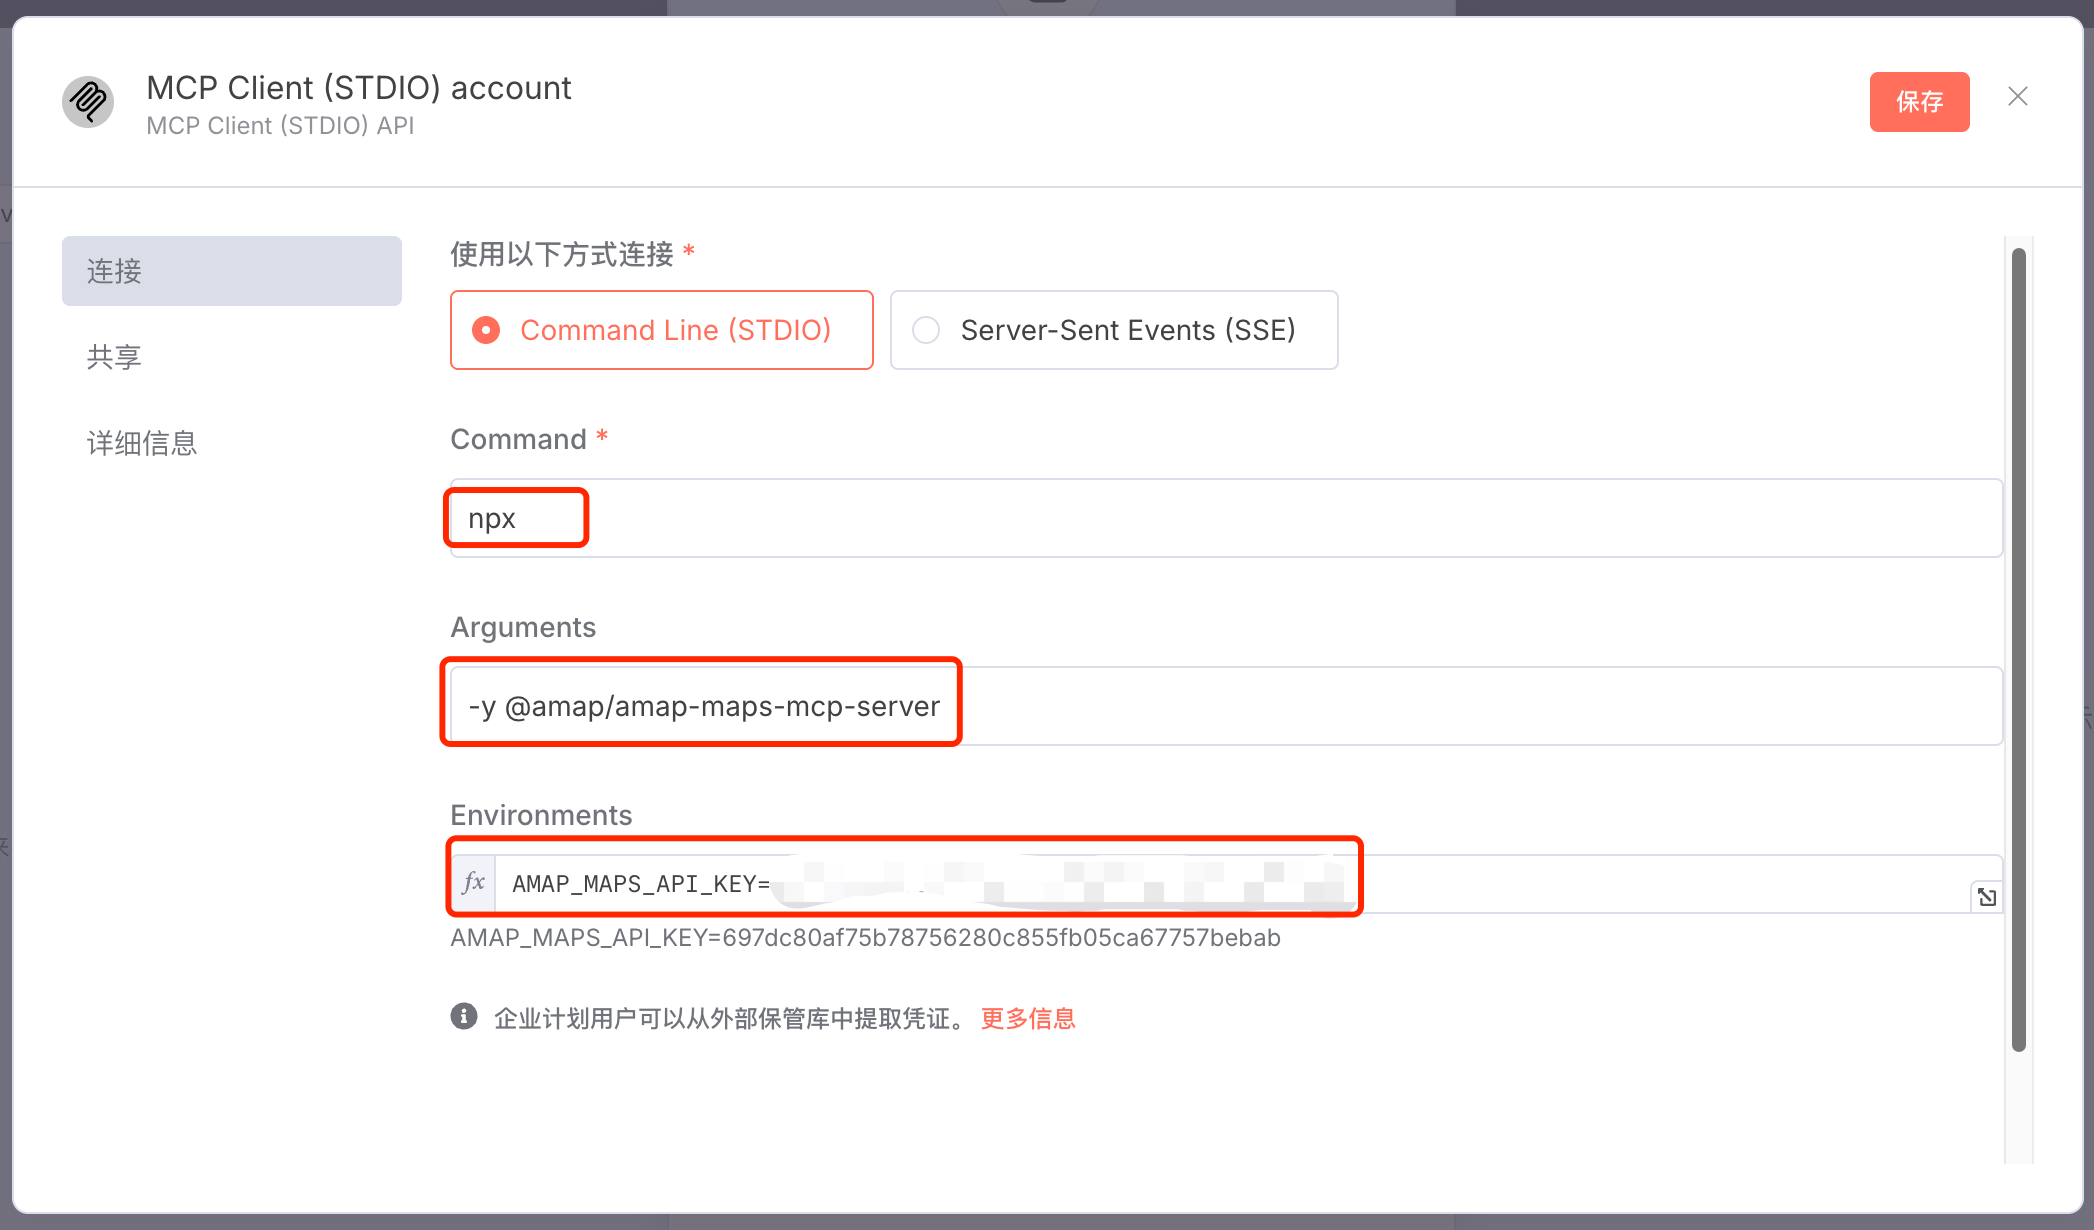 MCP Client (STDIO) account
MCP Client (STDIO) API
保存
连接
共享
详细信息
使用以下方式连接 *
Command Line (STDIO)
Server-Sent Events (SSE)
Command *
npx
Arguments
-y @amap/amap-maps-mcp-server
Environments
fx
AMAP_MAPS_API_KEY=
AMAP_MAPS_API_KEY=697dc80af75b78756280c855fb05ca67757bebab
企业计划用户可以从外部保管库中提取凭证。 更多信息